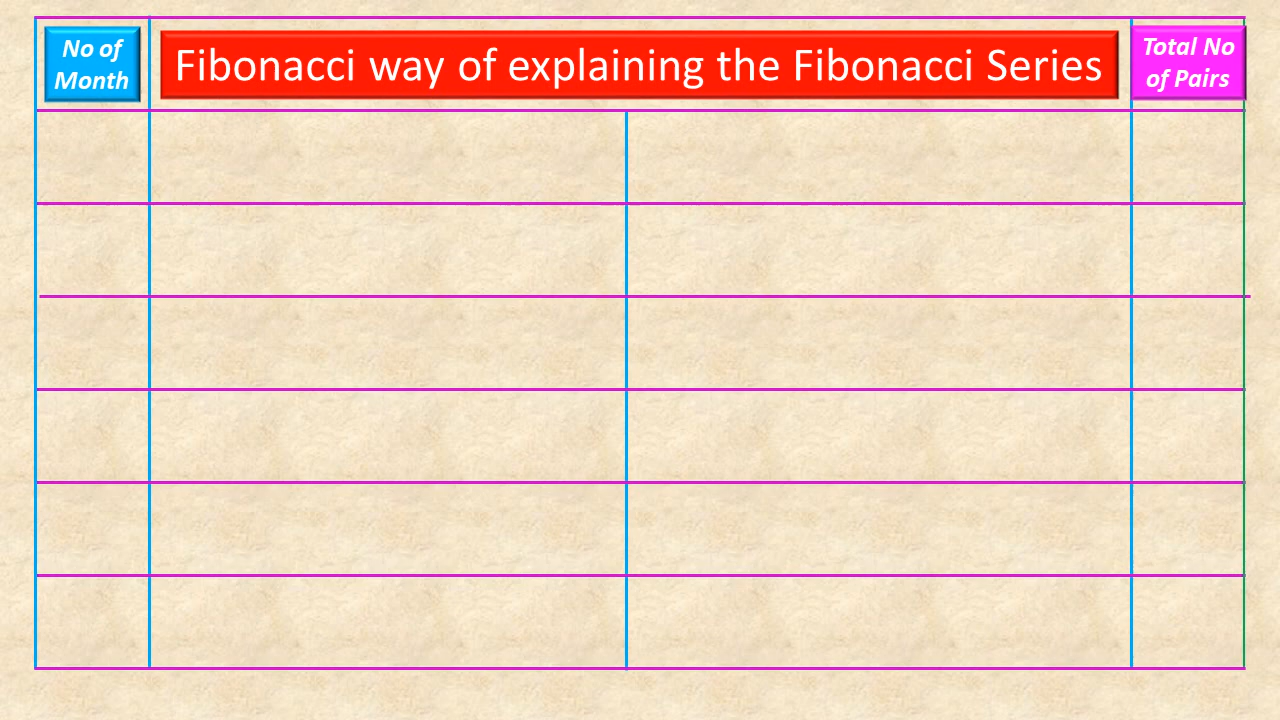 No of
Month
Fibonacci way of explaining the Fibonacci Series
Total No
of Pairs